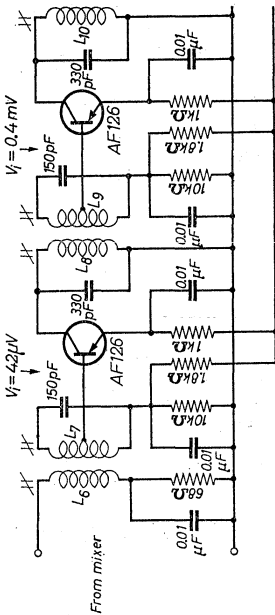 Vi=42μV
Vi=0.4mV
150pF
330
pF
150pF
330
pF
L10
L6
L7
AF126
L8
L9
AF126
From mixer
0.01
μF
68Ω
0.01
μF
10kΩ
1.8kΩ
1kΩ
0.01
μF
0.01
μF
10kΩ
1.8kΩ
1kΩ
0.01
μF